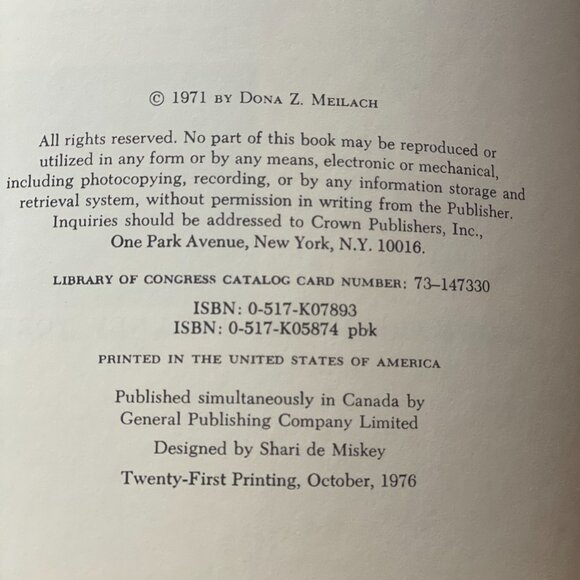 © 1971 BY DONA Z. MEILACH
All rights reserved. No part of this book may be reproduced or
utilized in any form or by any means, electronic or mechanical,
including photocopying, recording, or by any information storage and
retrieval system, without permission in writing from the Publisher.
Inquiries should be addressed to Crown Publishers, Inc.,
One Park Avenue, New York, N.Y. 10016.
LIBRARY OF CONGRESS CATALOG CARD NUMBER: 73–147330
ISBN: 0-517-K07893
ISBN: 0-517-K05874 pbk
PRINTED IN THE UNITED STATES OF AMERICA
Published simultaneously in Canada by
General Publishing Company Limited
Designed by Shari de Miskey
Twenty-First Printing, October, 1976